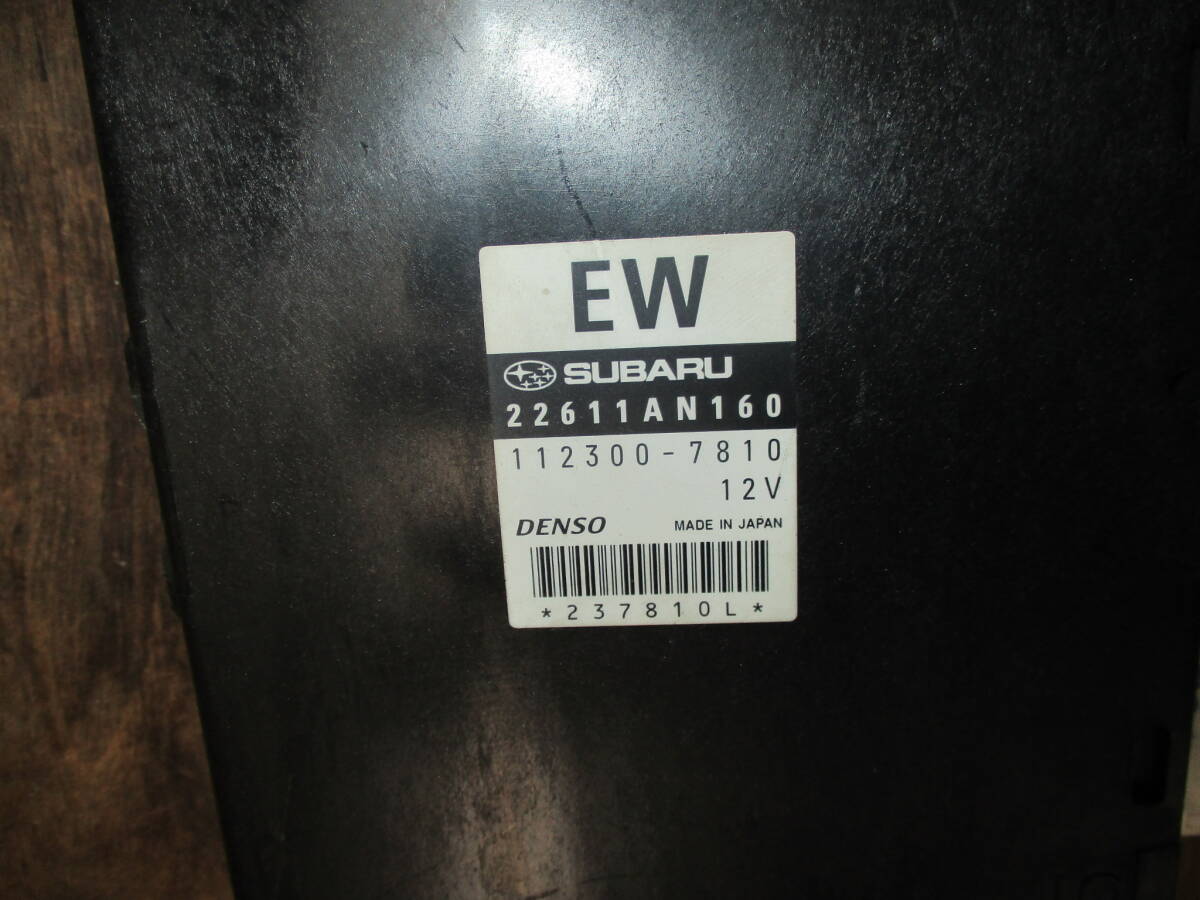 EW
SUBARU
22611AN160
112300-7810
12V
DENSO MADE IN JAPAN
*237810L*